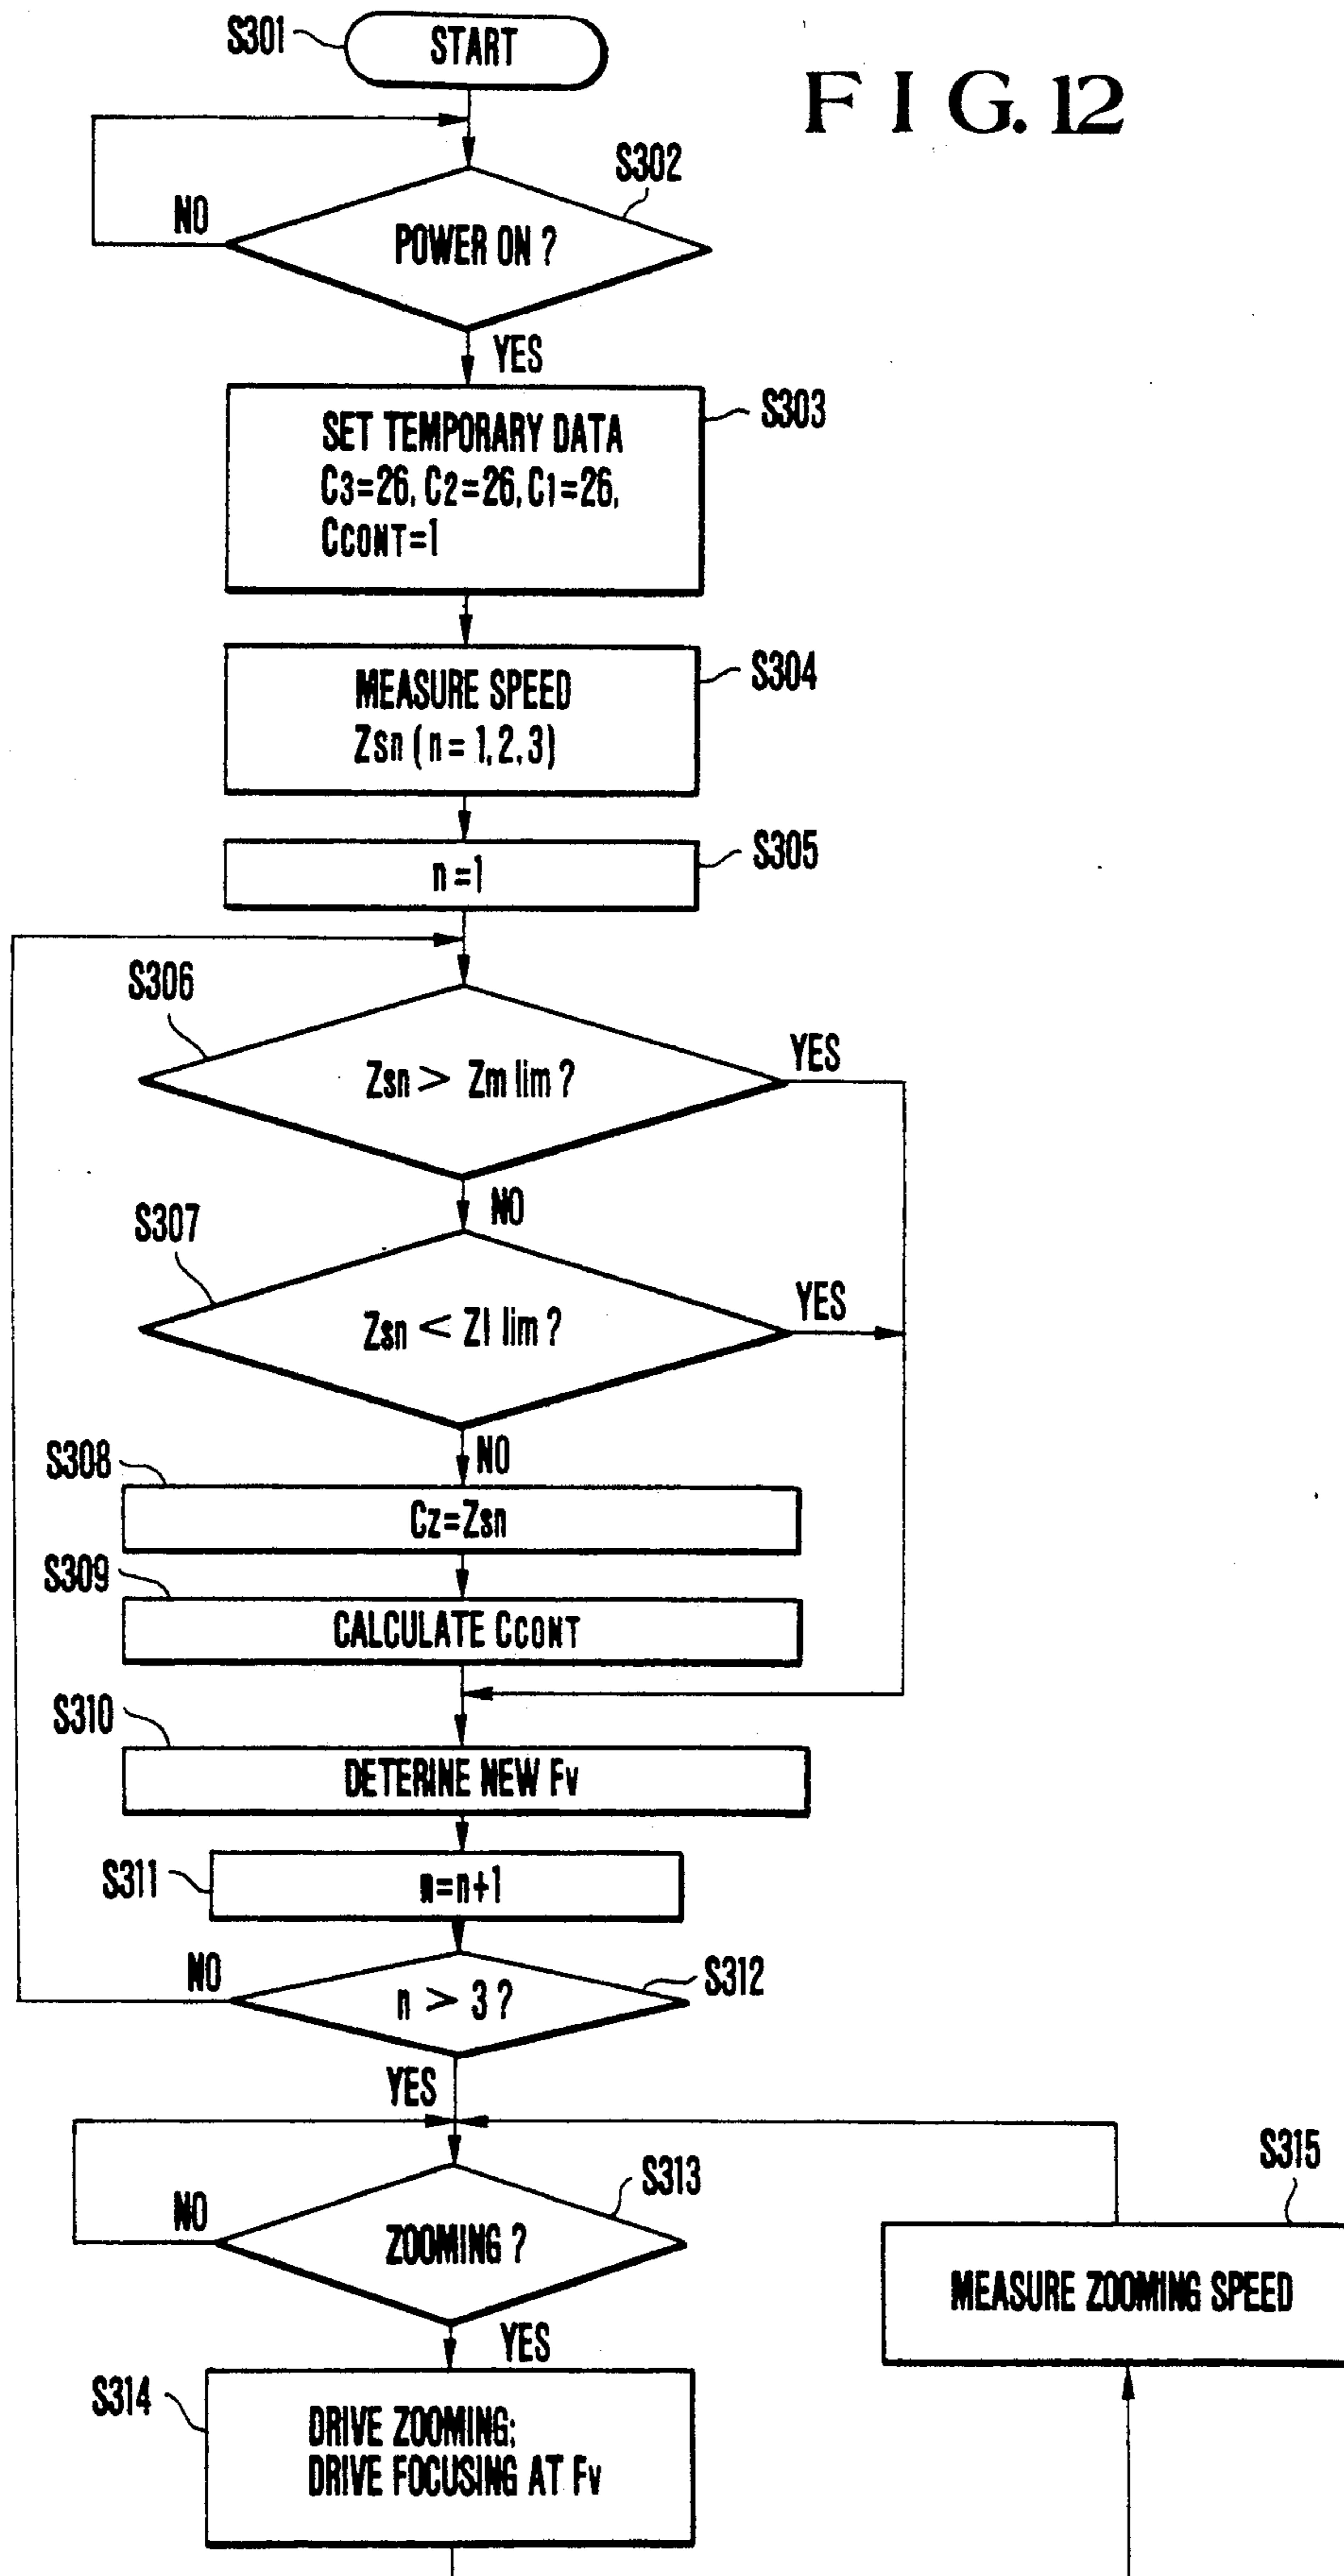 FIG. 12
S301
START
S302
NO
POWER ON ?
YES
S303
SET TEMPORARY DATA
C3=26, C2=26, C1=26,
CCONT=1
S304
MEASURE SPEED
Zsn ( n = 1, 2, 3 )
S305
n = 1
S306
Zsn > Zm lim ?
YES
NO
S307
Zsn < Zl lim ?
YES
NO
S308
Cz=Zsn
S309
CALCULATE CCONT
S310
DETERINE NEW Fv
S311
n=n+1
NO
n > 3 ?
S312
YES
S313
NO
ZOOMING ?
YES
S315
MEASURE ZOOMING SPEED
S314
DRIVE ZOOMING;
DRIVE FOCUSING AT Fv